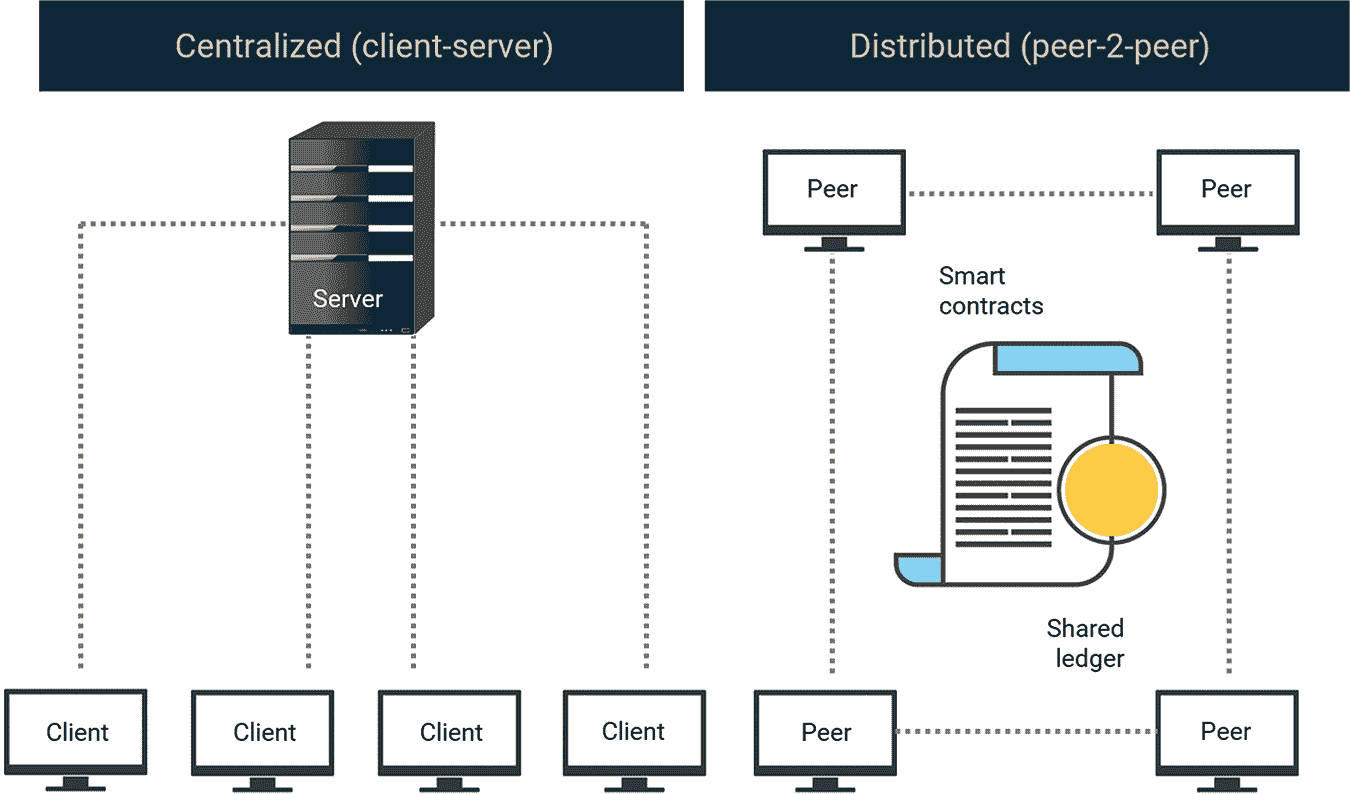 Centralized (client-server)
Distributed (peer-2-peer)
Server
Client
Client
Client
Client
Peer
Peer
Smart
contracts
Shared
ledger
Peer
Peer